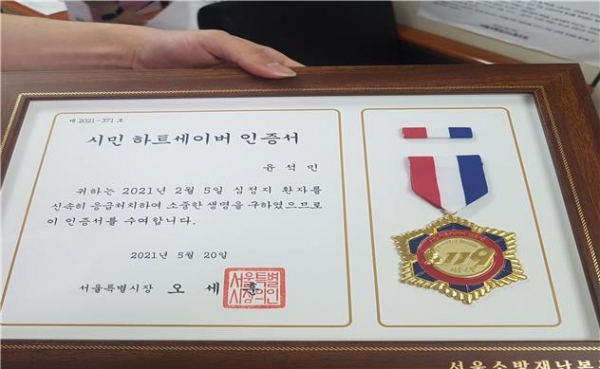 제 2021-371 호
시민 하트세이버 인증서
윤 석 민
귀하는 2021년 2월 5일 심정지 환자를
신속히 응급처치하여 소중한 생명을 구하였으므로
이 인증서를 수여합니다.
2021년 5월 20일
서울특별시장 오 세 훈
서울특별
시장의인
119
서울소방재난본